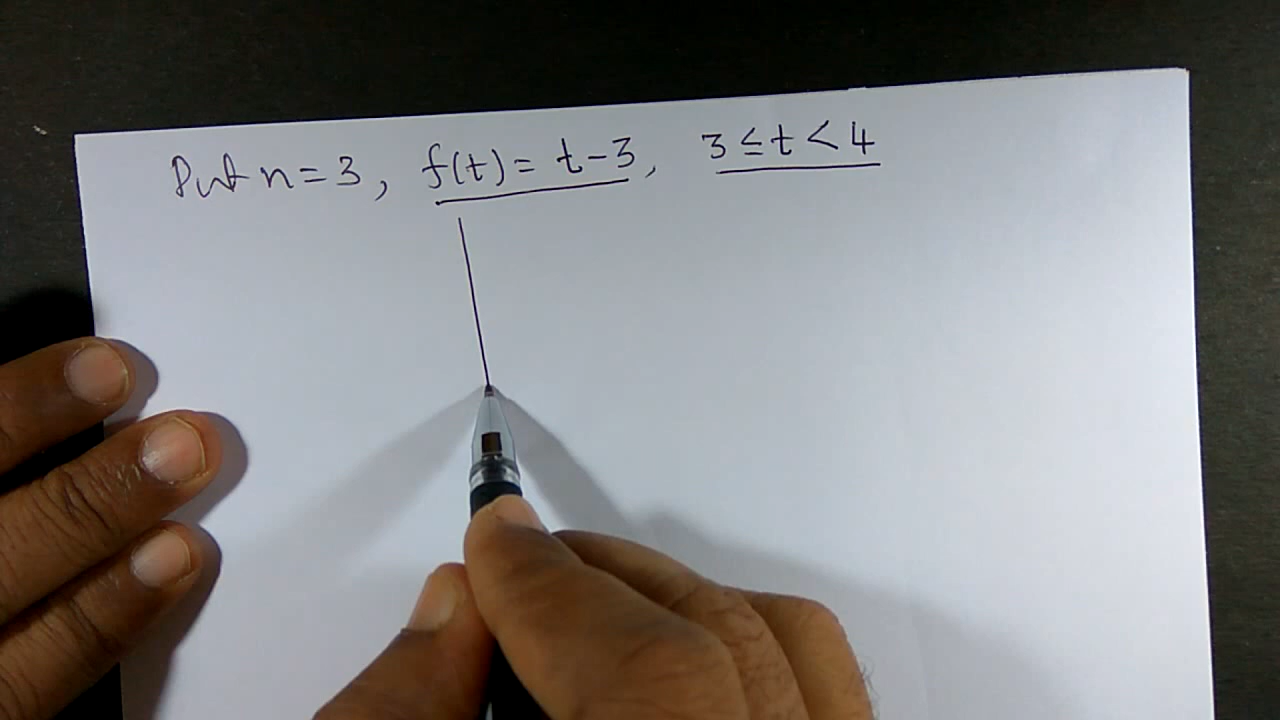 Put n = 3, f(t) = t - 3, 3 ≤ t < 4